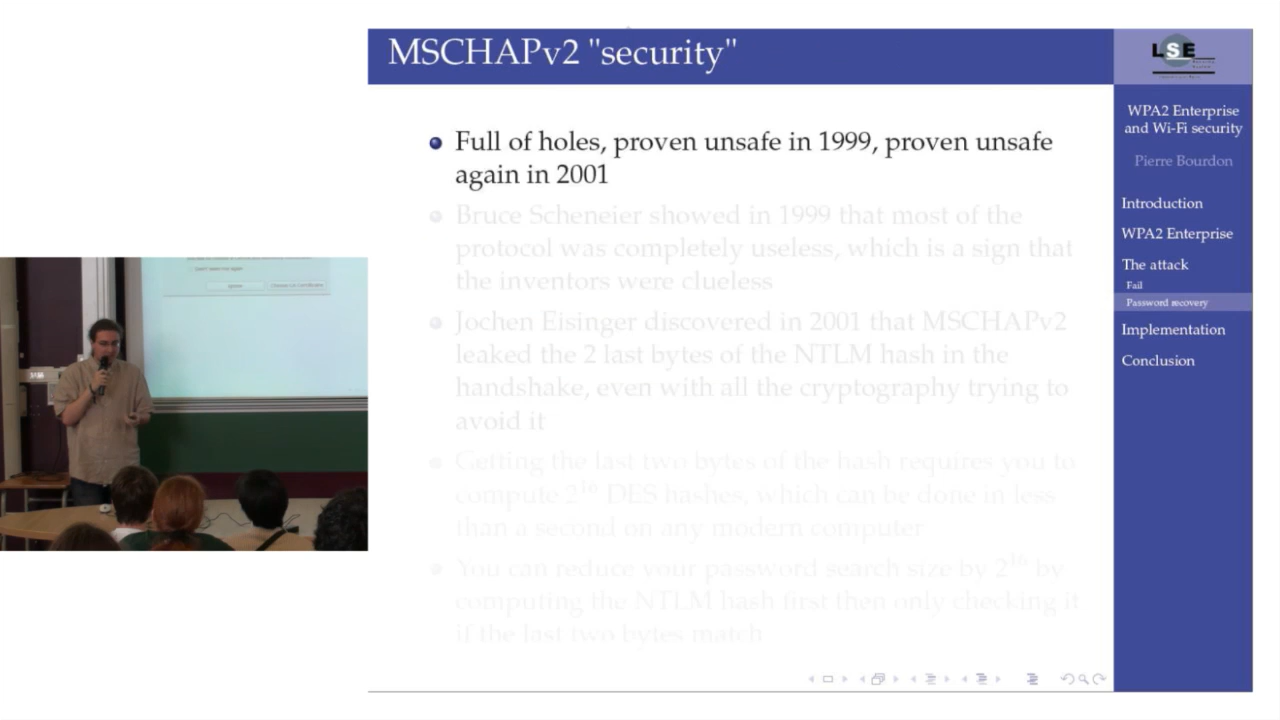 MSCHAPv2 "security"
LSE
WPA2 Enterprise
and Wi-Fi security
Pierre Bourdon
Introduction
WPA2 Enterprise
The attack
Fail
Password recovery
Implementation
Conclusion
Full of holes, proven unsafe in 1999, proven unsafe
again in 2001
Bruce Scheneier showed in 1999 that most of the
protocol was completely useless, which is a sign that
the inventors were clueless
Jochen Eisinger discovered in 2001 that MSCHAPv2
leaked the 2 last bytes of the NTLM hash in the
handshake, even with all the cryptography trying to
avoid it
Getting the last two bytes of the hash requires you to
compute 2^16 DES hashes, which can be done in less
than a second on any modern computer
You can reduce your password search size by 2^16 by
computing the NTLM hash first then only checking it
if the last two bytes match